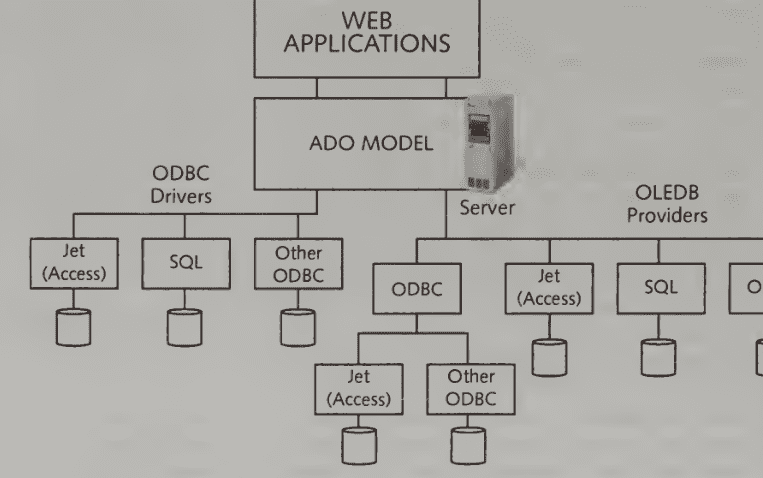 WEB
APPLICATIONS
ADO MODEL
Server
ODBC
Drivers
OLEDB
Providers
Jet
(Access)
SQL
Other
ODBC
ODBC
Jet
(Access)
SQL
Jet
(Access)
Other
ODBC